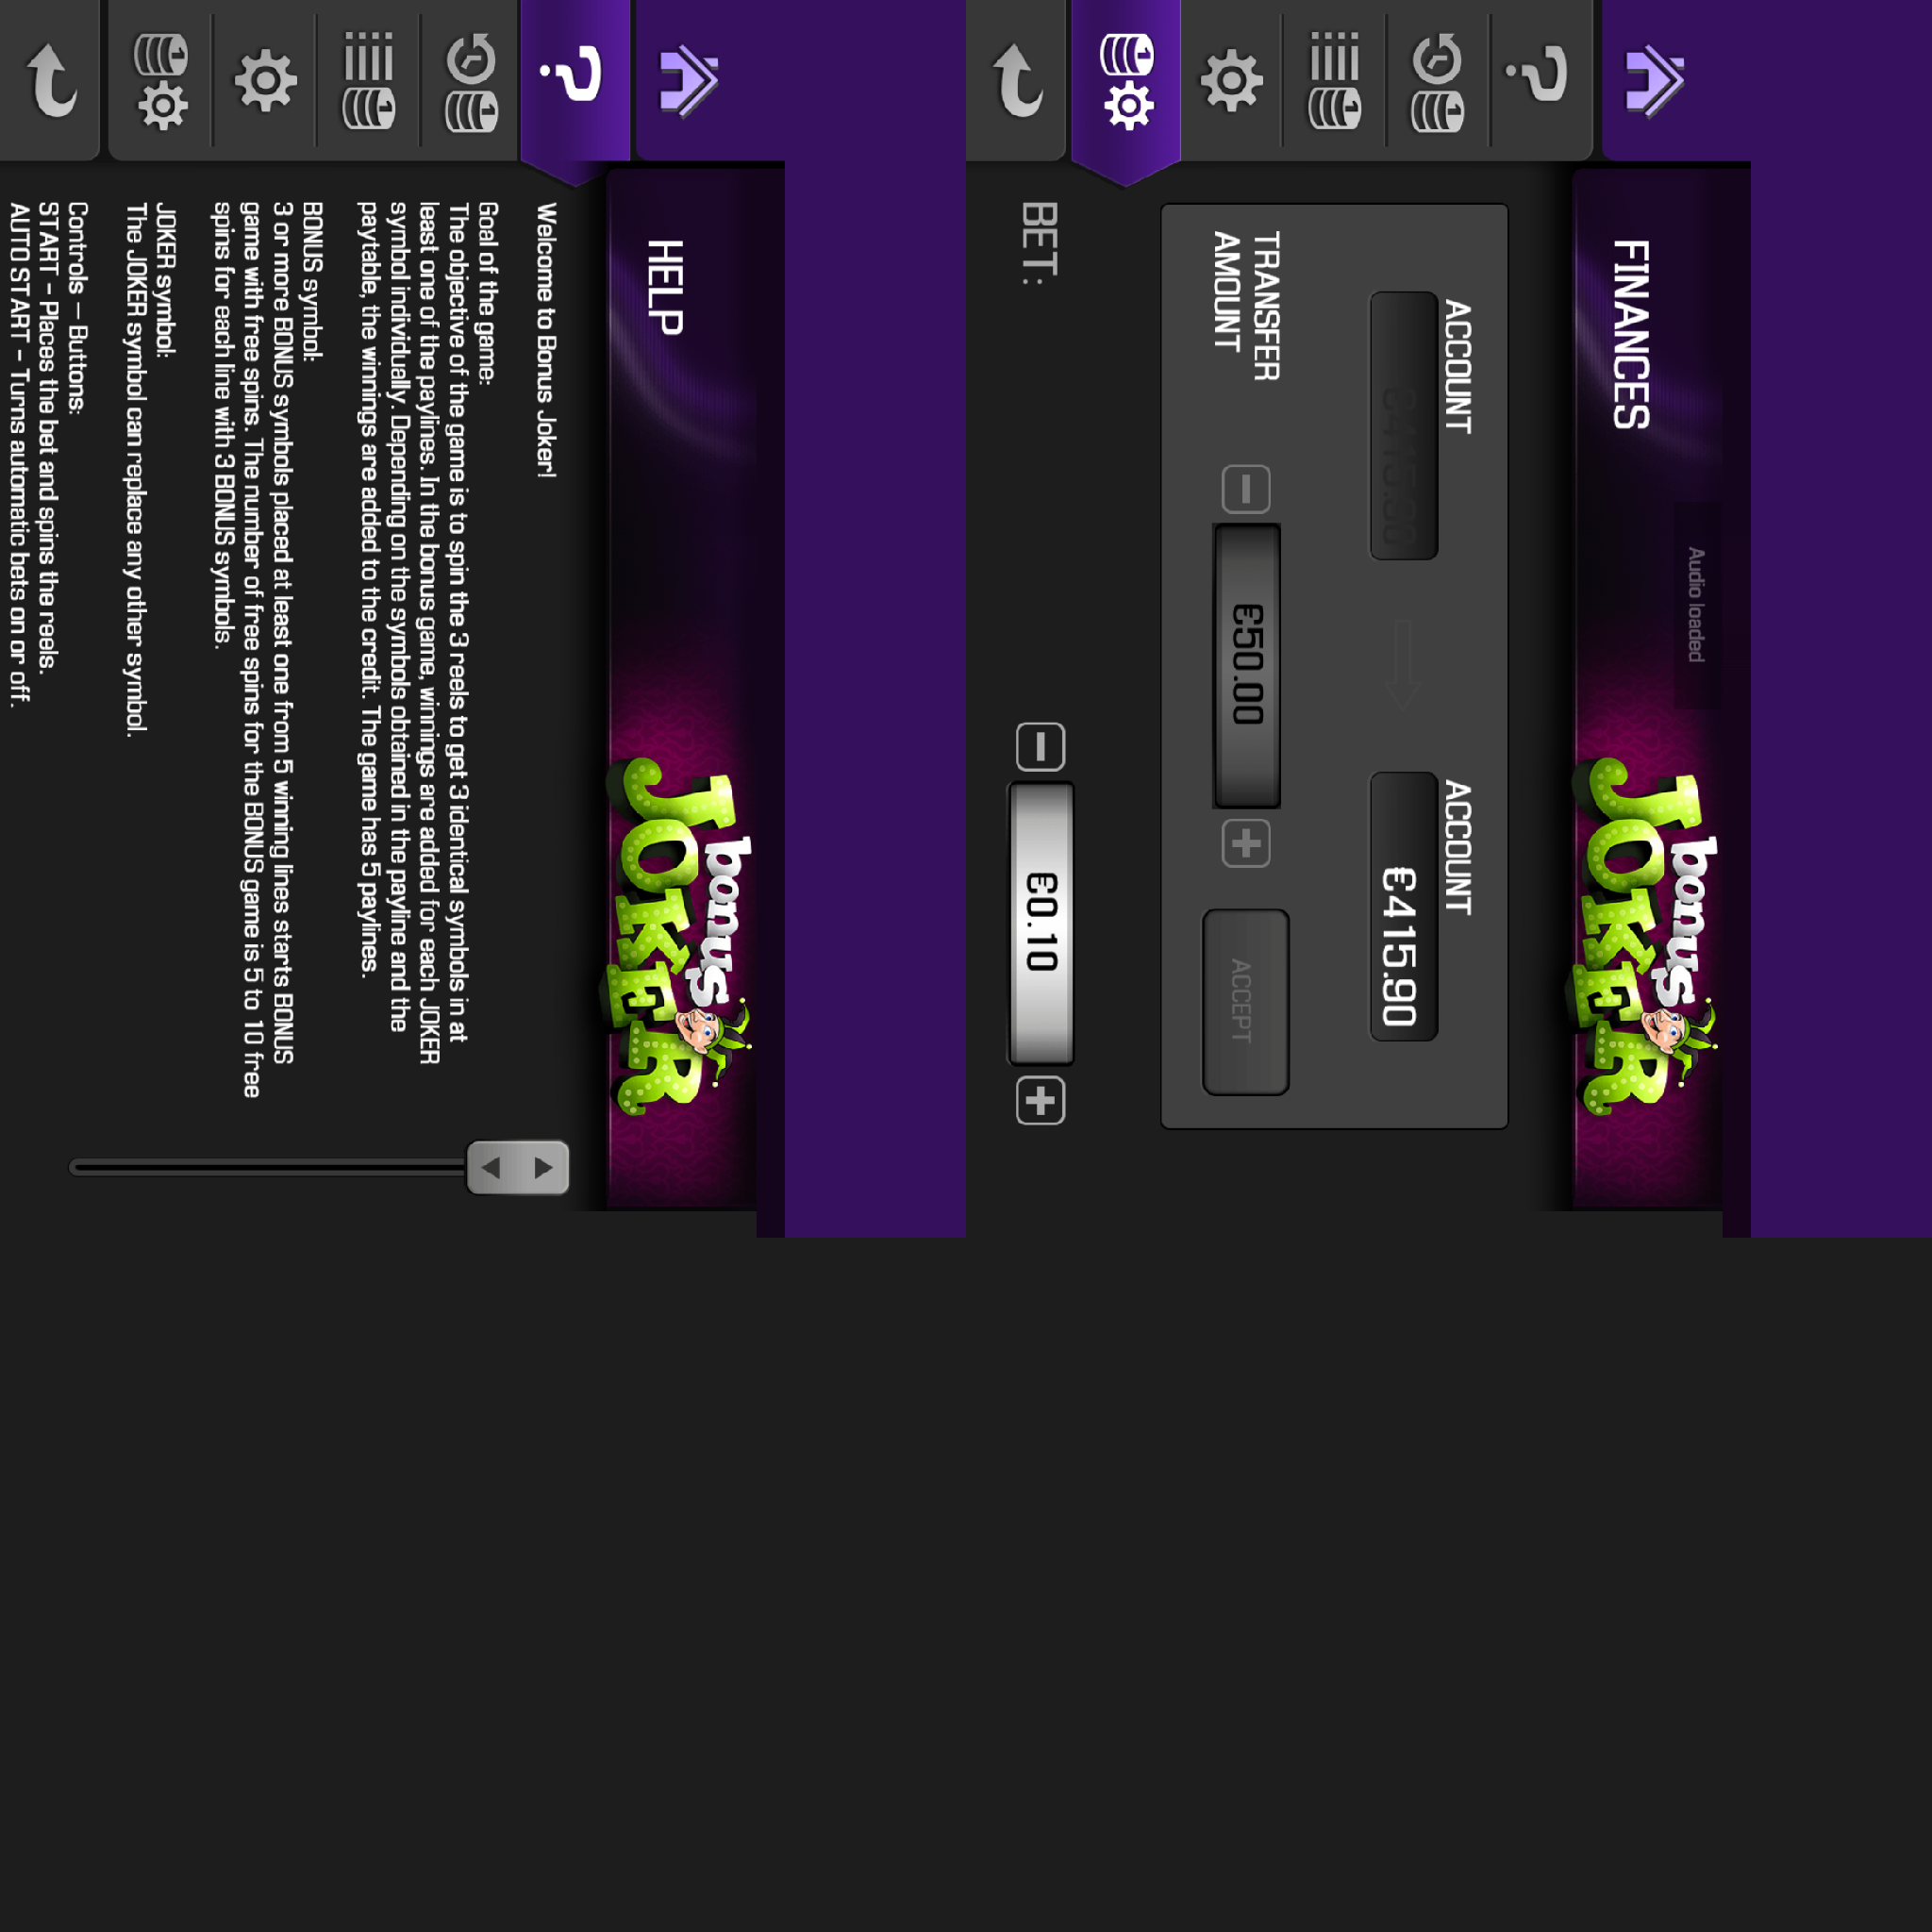 Audio loaded
bonus
JOKER
FINANCES
ACCOUNT
ACCOUNT
€415.90
€415.90
TRANSFER
AMOUNT
€50.00
ACCEPT
BET :
€0.10
bonus
JOKER
HELP
Welcome to Bonus Joker!
Goal of the game:
The objective of the game is to spin the 3 reels to get 3 identical symbols in at
least one of the paylines. In the bonus game, winnings are added for each JOKER
symbol individually. Depending on the symbols obtained in the payline and the
paytable, the winnings are added to the credit. The game has 5 paylines.
BONUS symbol:
3 or more BONUS symbols placed at least one from 5 winning lines starts BONUS
game with free spins. The number of free spins for the BONUS game is 5 to 10 free
spins for each line with 3 BONUS symbols.
JOKER symbol:
The JOKER symbol can replace any other symbol.
Controls — Buttons:
START - Places the bet and spins the reels.
AUTO START - Turns automatic bets on or off.